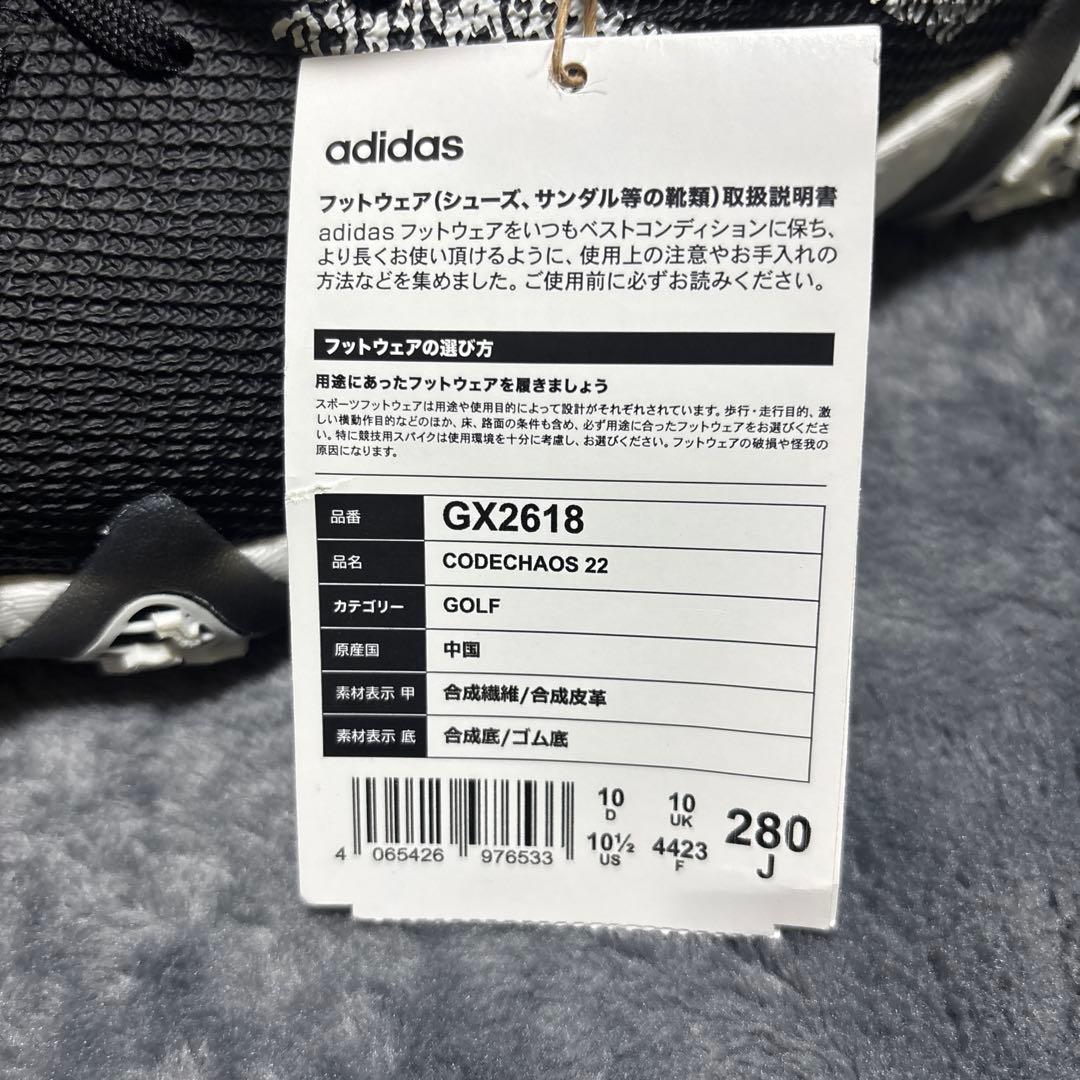 adidas
フットウェア(シューズ、サンダル等の靴類)取扱説明書
adidas フットウェアをいつもベストコンディションに保ち、
より長くお使い頂けるように、使用上の注意やお手入れの
方法などを集めました。ご使用前に必ずお読みください。
フットウェアの選び方
用途にあったフットウェアを履きましょう
スポーツフットウェアは用途や使用目的によって設計がそれぞれされています。歩行・走行目的、激
しい横動作目的などのほか、床、路面の条件も含め、必ず用途に合ったフットウェアをお選びくださ
い。特に競技用スパイクは使用環境を十分に考慮し、お選びください。フットウェアの破損や怪我の
原因になります。
品番 GX2618
品名 CODECHAOS 22
カテゴリー GOLF
原産国 中国
素材表示 甲 合成繊維/合成皮革
素材表示 底 合成底/ゴム底
10 D 10 UK
10½ US 4423 F
280 J
4 065426 976533